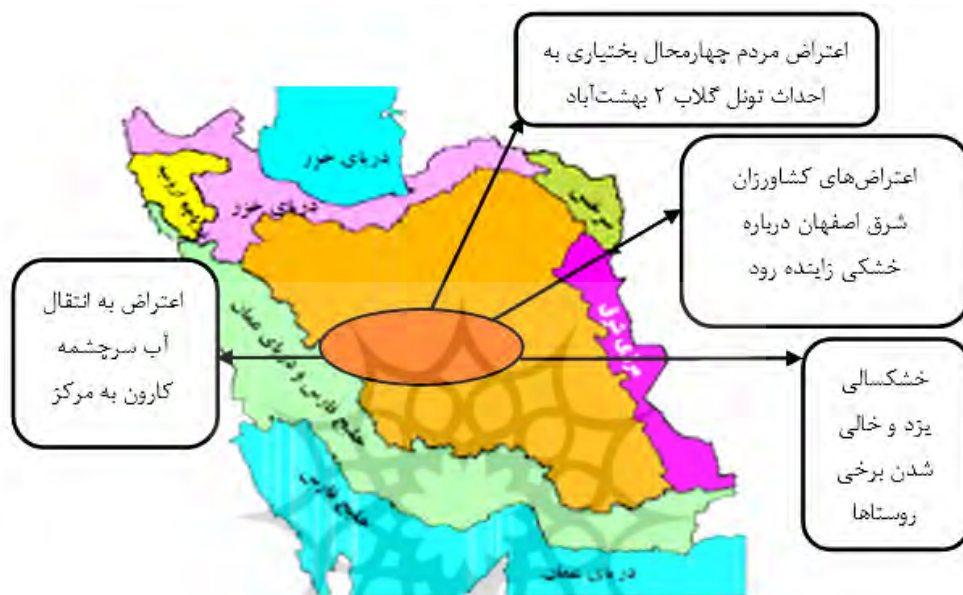 اعتراض مردم چهارمحال بختیاری به
احداث تونل گلاب ۲ بهشت‌آباد
اعتراض‌های کشاورزان
شرق اصفهان درباره
خشکی زاینده رود
اعتراض به انتقال
آب سرچشمه
کارون به مرکز
خشکسالی
یزد و خالی
شدن برخی
روستاها
دریای خزر
دریای خزر
خلیج فارس و دریای عمان
خلیج فارس
دریای عمان